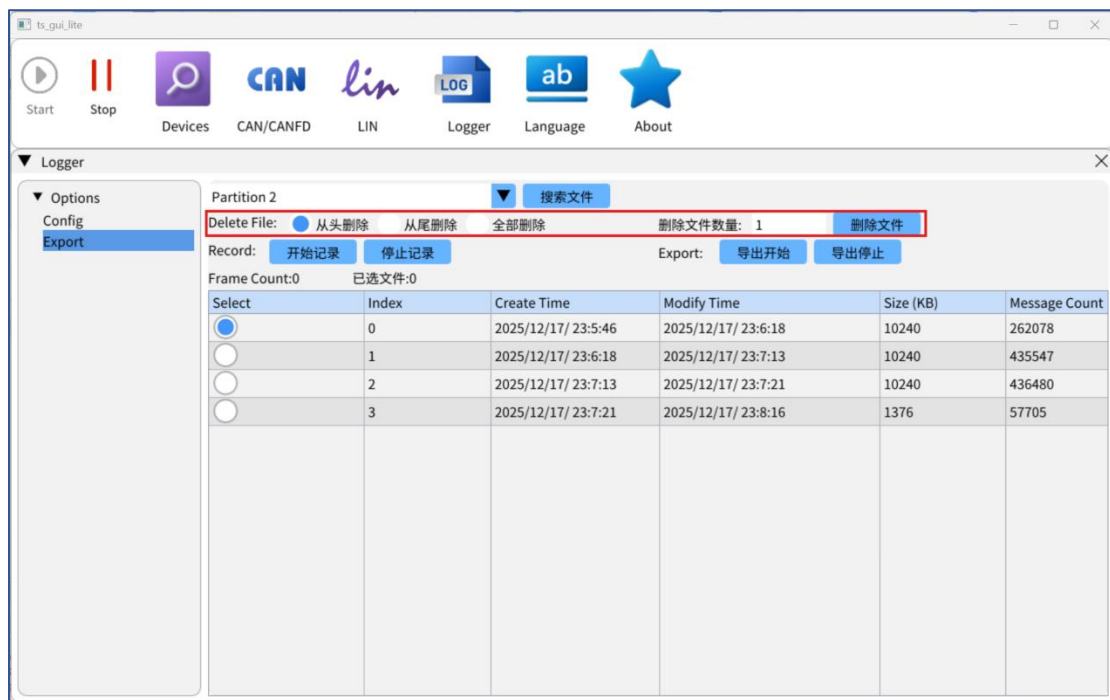 ts_gui_lite
Start
Stop
Devices
CAN
CAN/CANFD
lin
LIN
LOG
Logger
ab
Language
About
Logger
Options
Config
Export
Partition 2 搜索文件
Delete File: 从头删除 从尾删除 全部删除 删除文件数量: 1 删除文件
Record: 开始记录 停止记录 Export: 导出开始 导出停止
Frame Count:0 已选文件:0
Select Index Create Time Modify Time Size (KB) Message Count
0 2025/12/17/ 23:5:46 2025/12/17/ 23:6:18 10240 262078
1 2025/12/17/ 23:6:18 2025/12/17/ 23:7:13 10240 435547
2 2025/12/17/ 23:7:13 2025/12/17/ 23:7:21 10240 436480
3 2025/12/17/ 23:7:21 2025/12/17/ 23:8:16 1376 57705